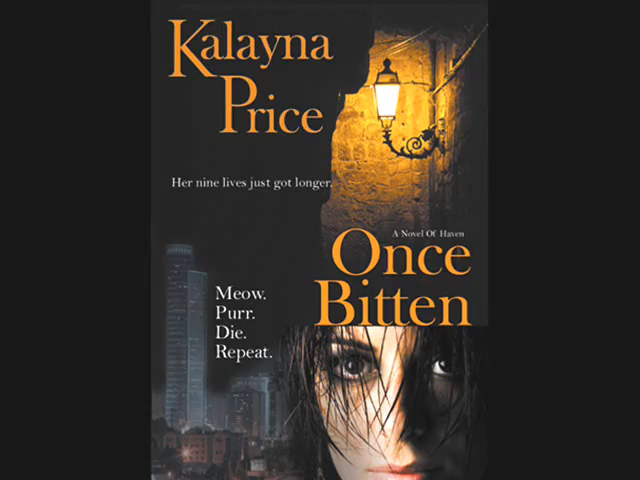 Kalayna
Price
Her nine lives just got longer.
A Novel Of Haven
Once
Bitten
Meow.
Purr.
Die.
Repeat.